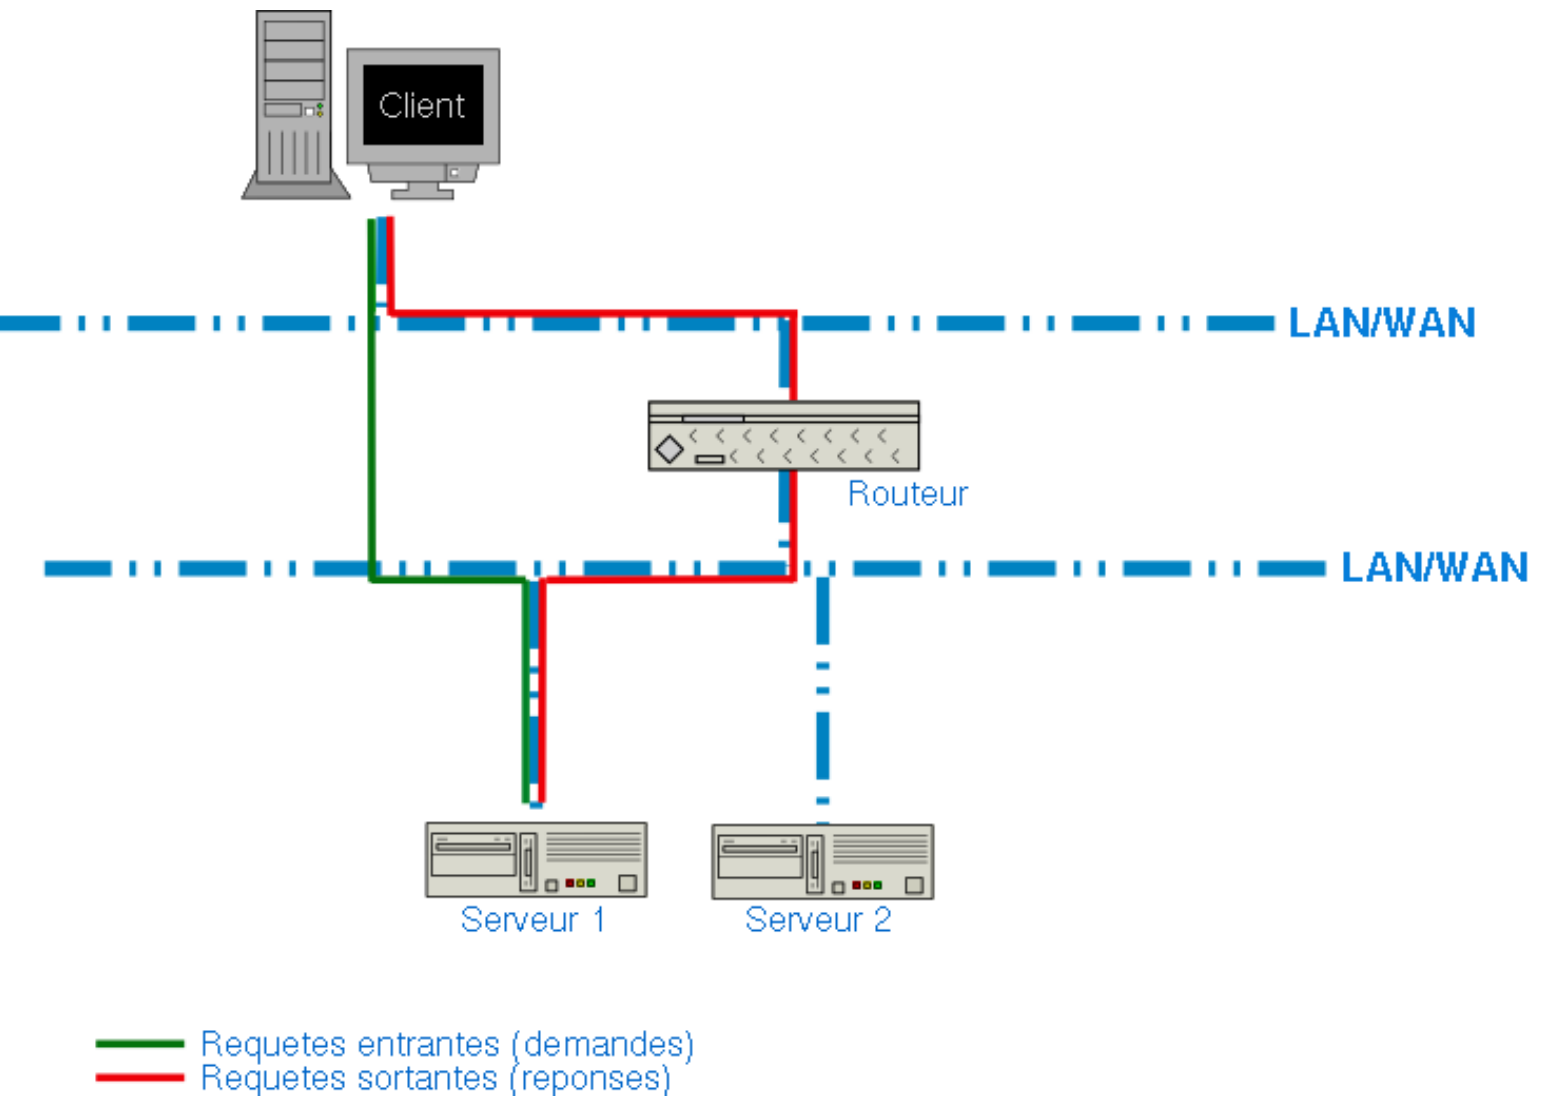 Client
LAN/WAN
Routeur
LAN/WAN
Serveur 1
Serveur 2
Requetes entrantes (demandes)
Requetes sortantes (reponses)